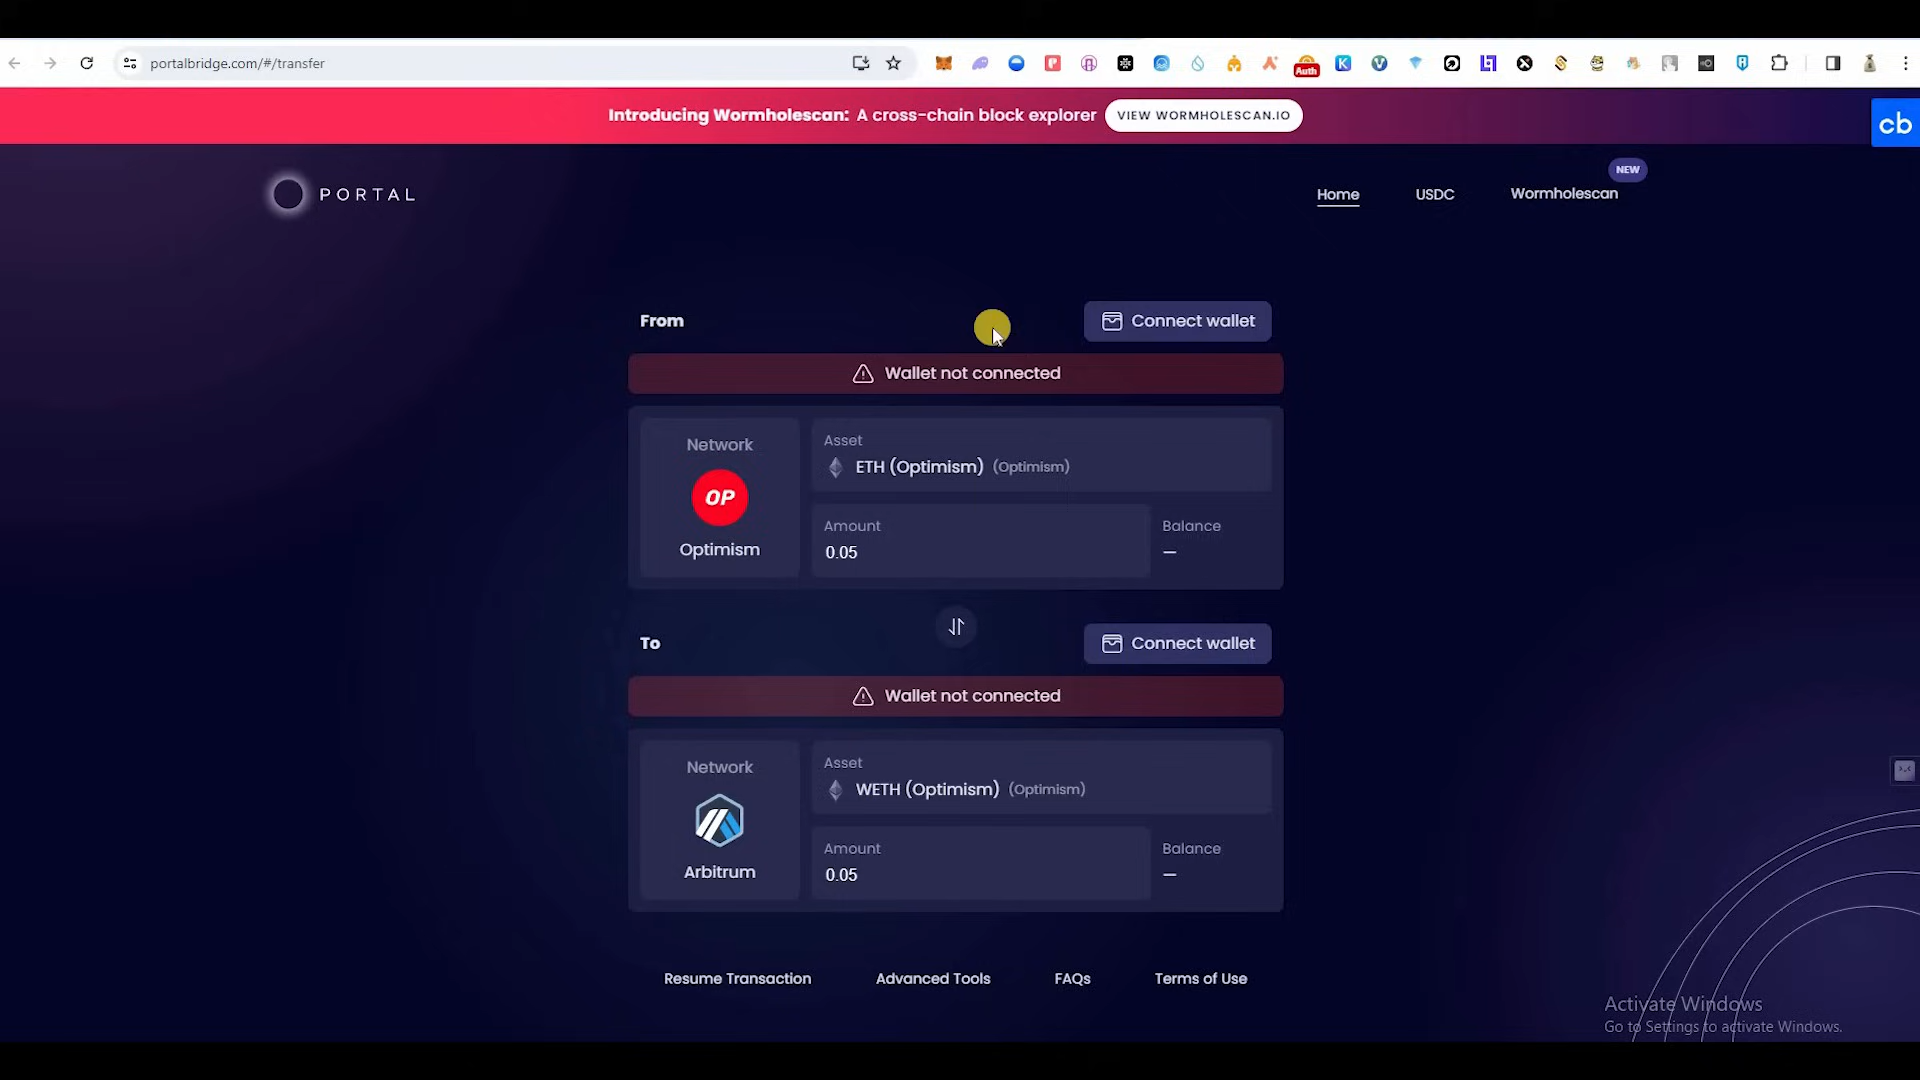 portalbridge.com/#/transfer
Auth
Introducing Wormholescan: A cross-chain block explorer VIEW WORMHOLESCAN.IO
cb
PORTAL
Home USDC Wormholescan NEW
From Connect wallet
Wallet not connected
Network
OP
Optimism
Asset
ETH (Optimism) (Optimism)
Amount
0.05
Balance
—
To Connect wallet
Wallet not connected
Network
Arbitrum
Asset
WETH (Optimism) (Optimism)
Amount
0.05
Balance
—
Resume Transaction Advanced Tools FAQs Terms of Use
Activate Windows
Go to Settings to activate Windows.